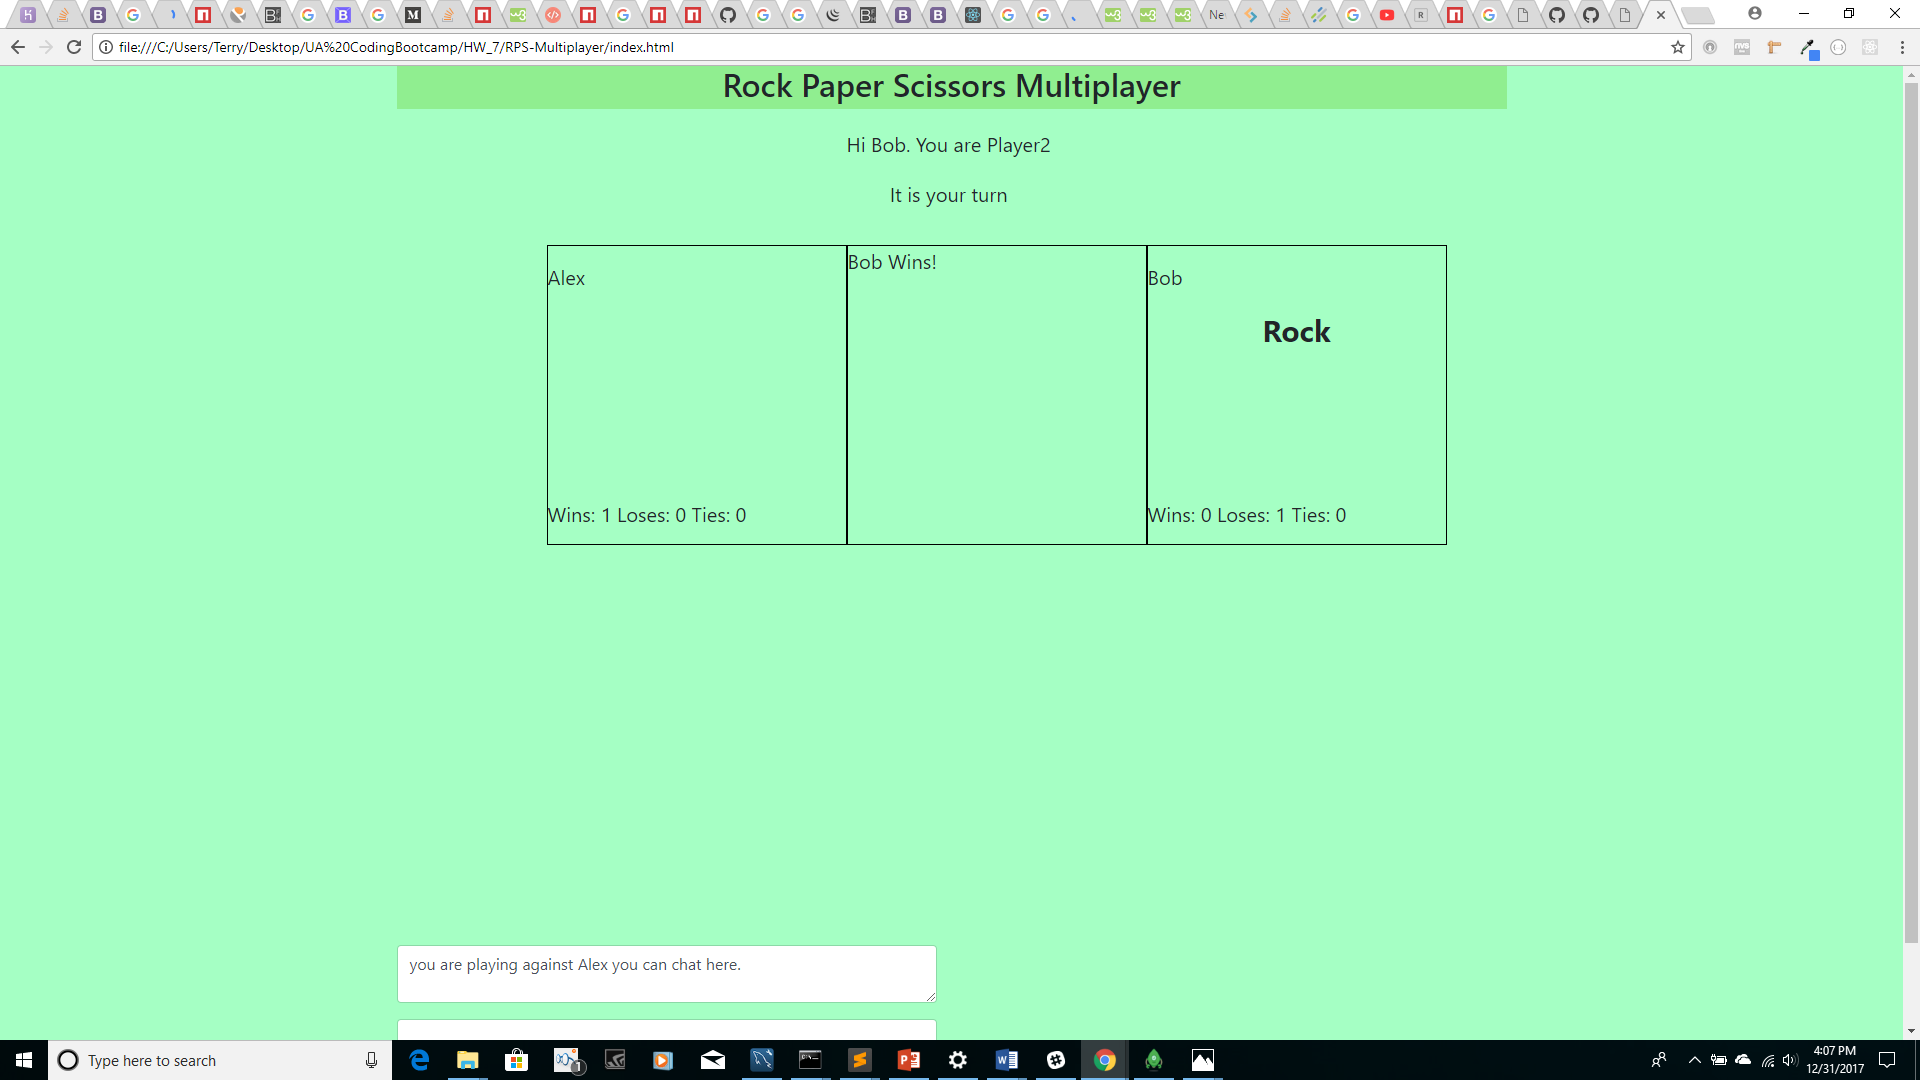 Ne
file:///C:/Users/Terry/Desktop/UA%20CodingBootcamp/HW_7/RPS-Multiplayer/index.html
Rock Paper Scissors Multiplayer
Hi Bob. You are Player2
It is your turn
Alex
Bob Wins!
Bob
Rock
Wins: 1 Loses: 0 Ties: 0
Wins: 0 Loses: 1 Ties: 0
you are playing against Alex you can chat here.
Type here to search
4:07 PM
12/31/2017